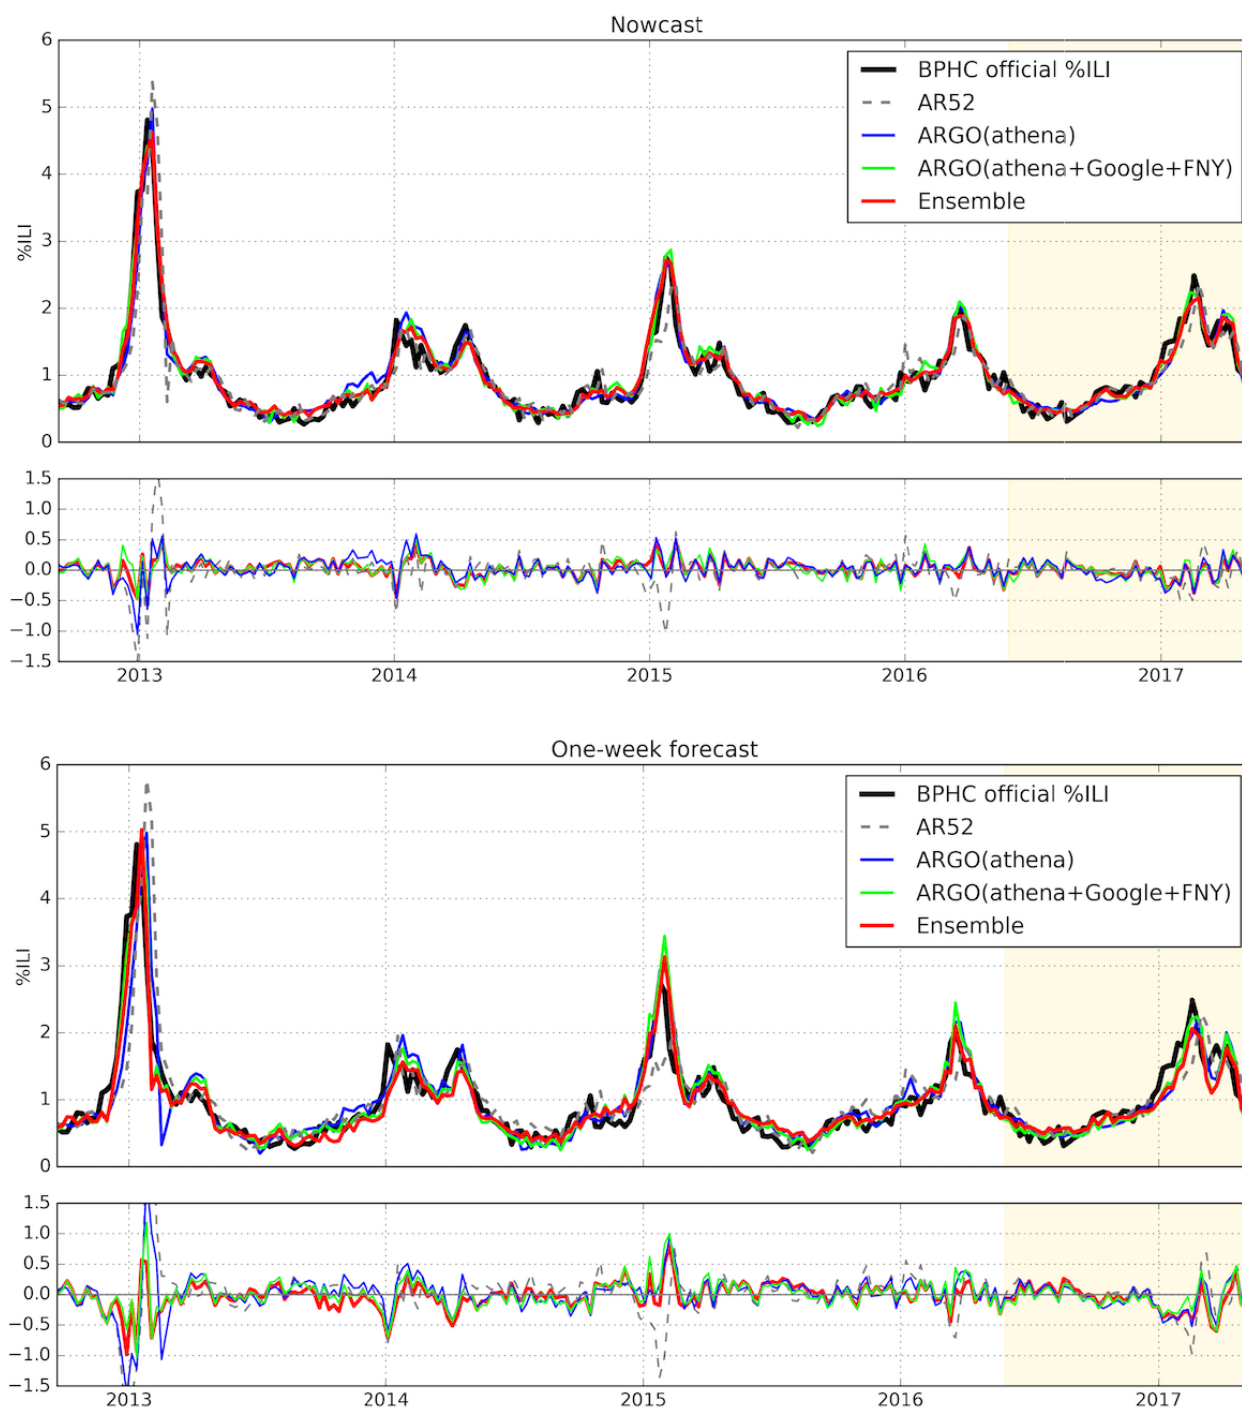 Nowcast
6
5
4
3
2
1
0
%ILI
BPHC official %ILI
AR52
ARGO(athena)
ARGO(athena+Google+FNY)
Ensemble
1.5
1.0
0.5
0.0
−0.5
−1.0
−1.5
2013 2014 2015 2016 2017
One-week forecast
6
5
4
3
2
1
0
%ILI
BPHC official %ILI
AR52
ARGO(athena)
ARGO(athena+Google+FNY)
Ensemble
1.5
1.0
0.5
0.0
−0.5
−1.0
−1.5
2013 2014 2015 2016 2017